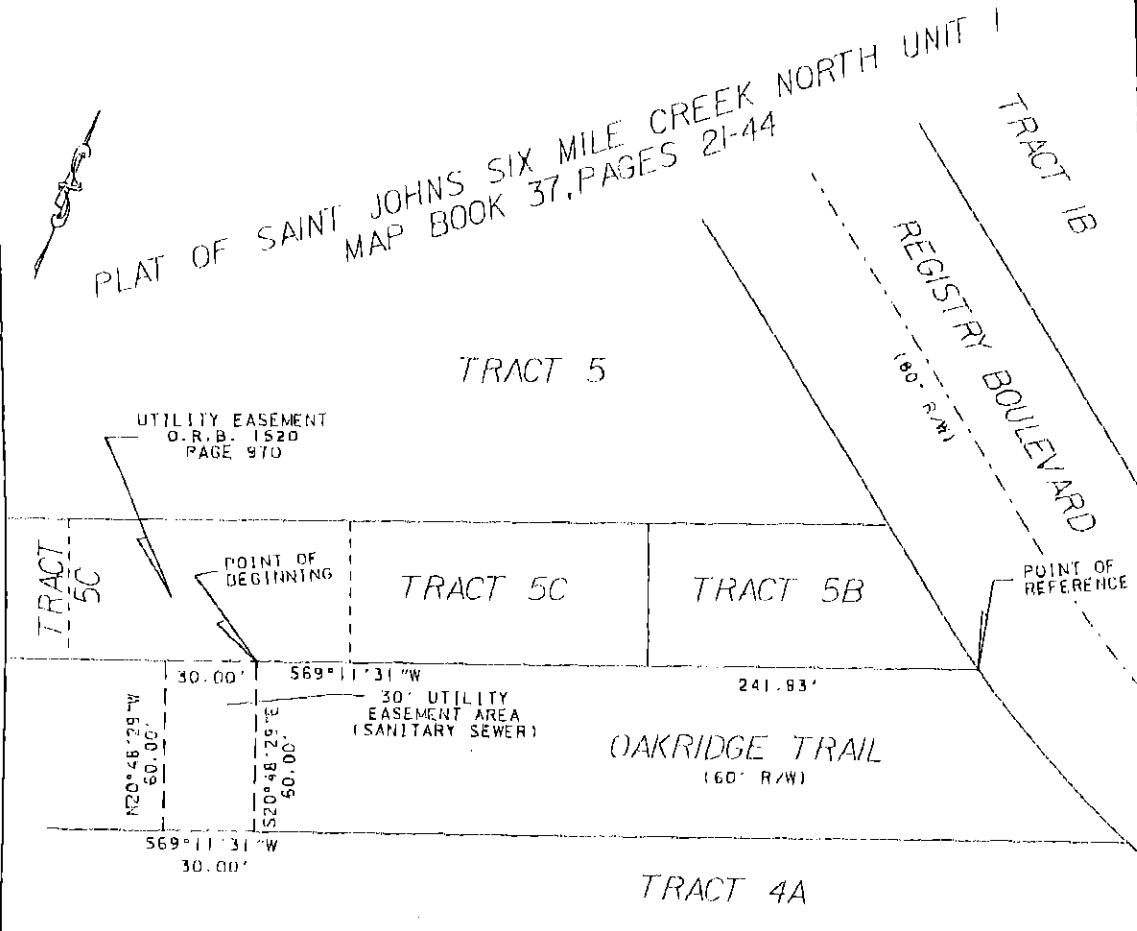 PLAT OF SAINT JOHNS SIX MILE CREEK NORTH UNIT 1
MAP BOOK 37, PAGES 21-44
TRACT 1B
REGISTRY BOULEVARD
(80' R/W)
TRACT 5
UTILITY EASEMENT
O.R.B. 1520
PAGE 970
TRACT
5C
POINT OF
BEGINNING
TRACT 5C
TRACT 5B
POINT OF
REFERENCE
30.00'
S69°11'31"W
241.83'
30' UTILITY
EASEMENT AREA
(SANITARY SEWER)
N20°48'29"W
60.00'
S20°48'29"E
60.00'
OAKRIDGE TRAIL
(60' R/W)
S69°11'31"W
30.00'
TRACT 4A